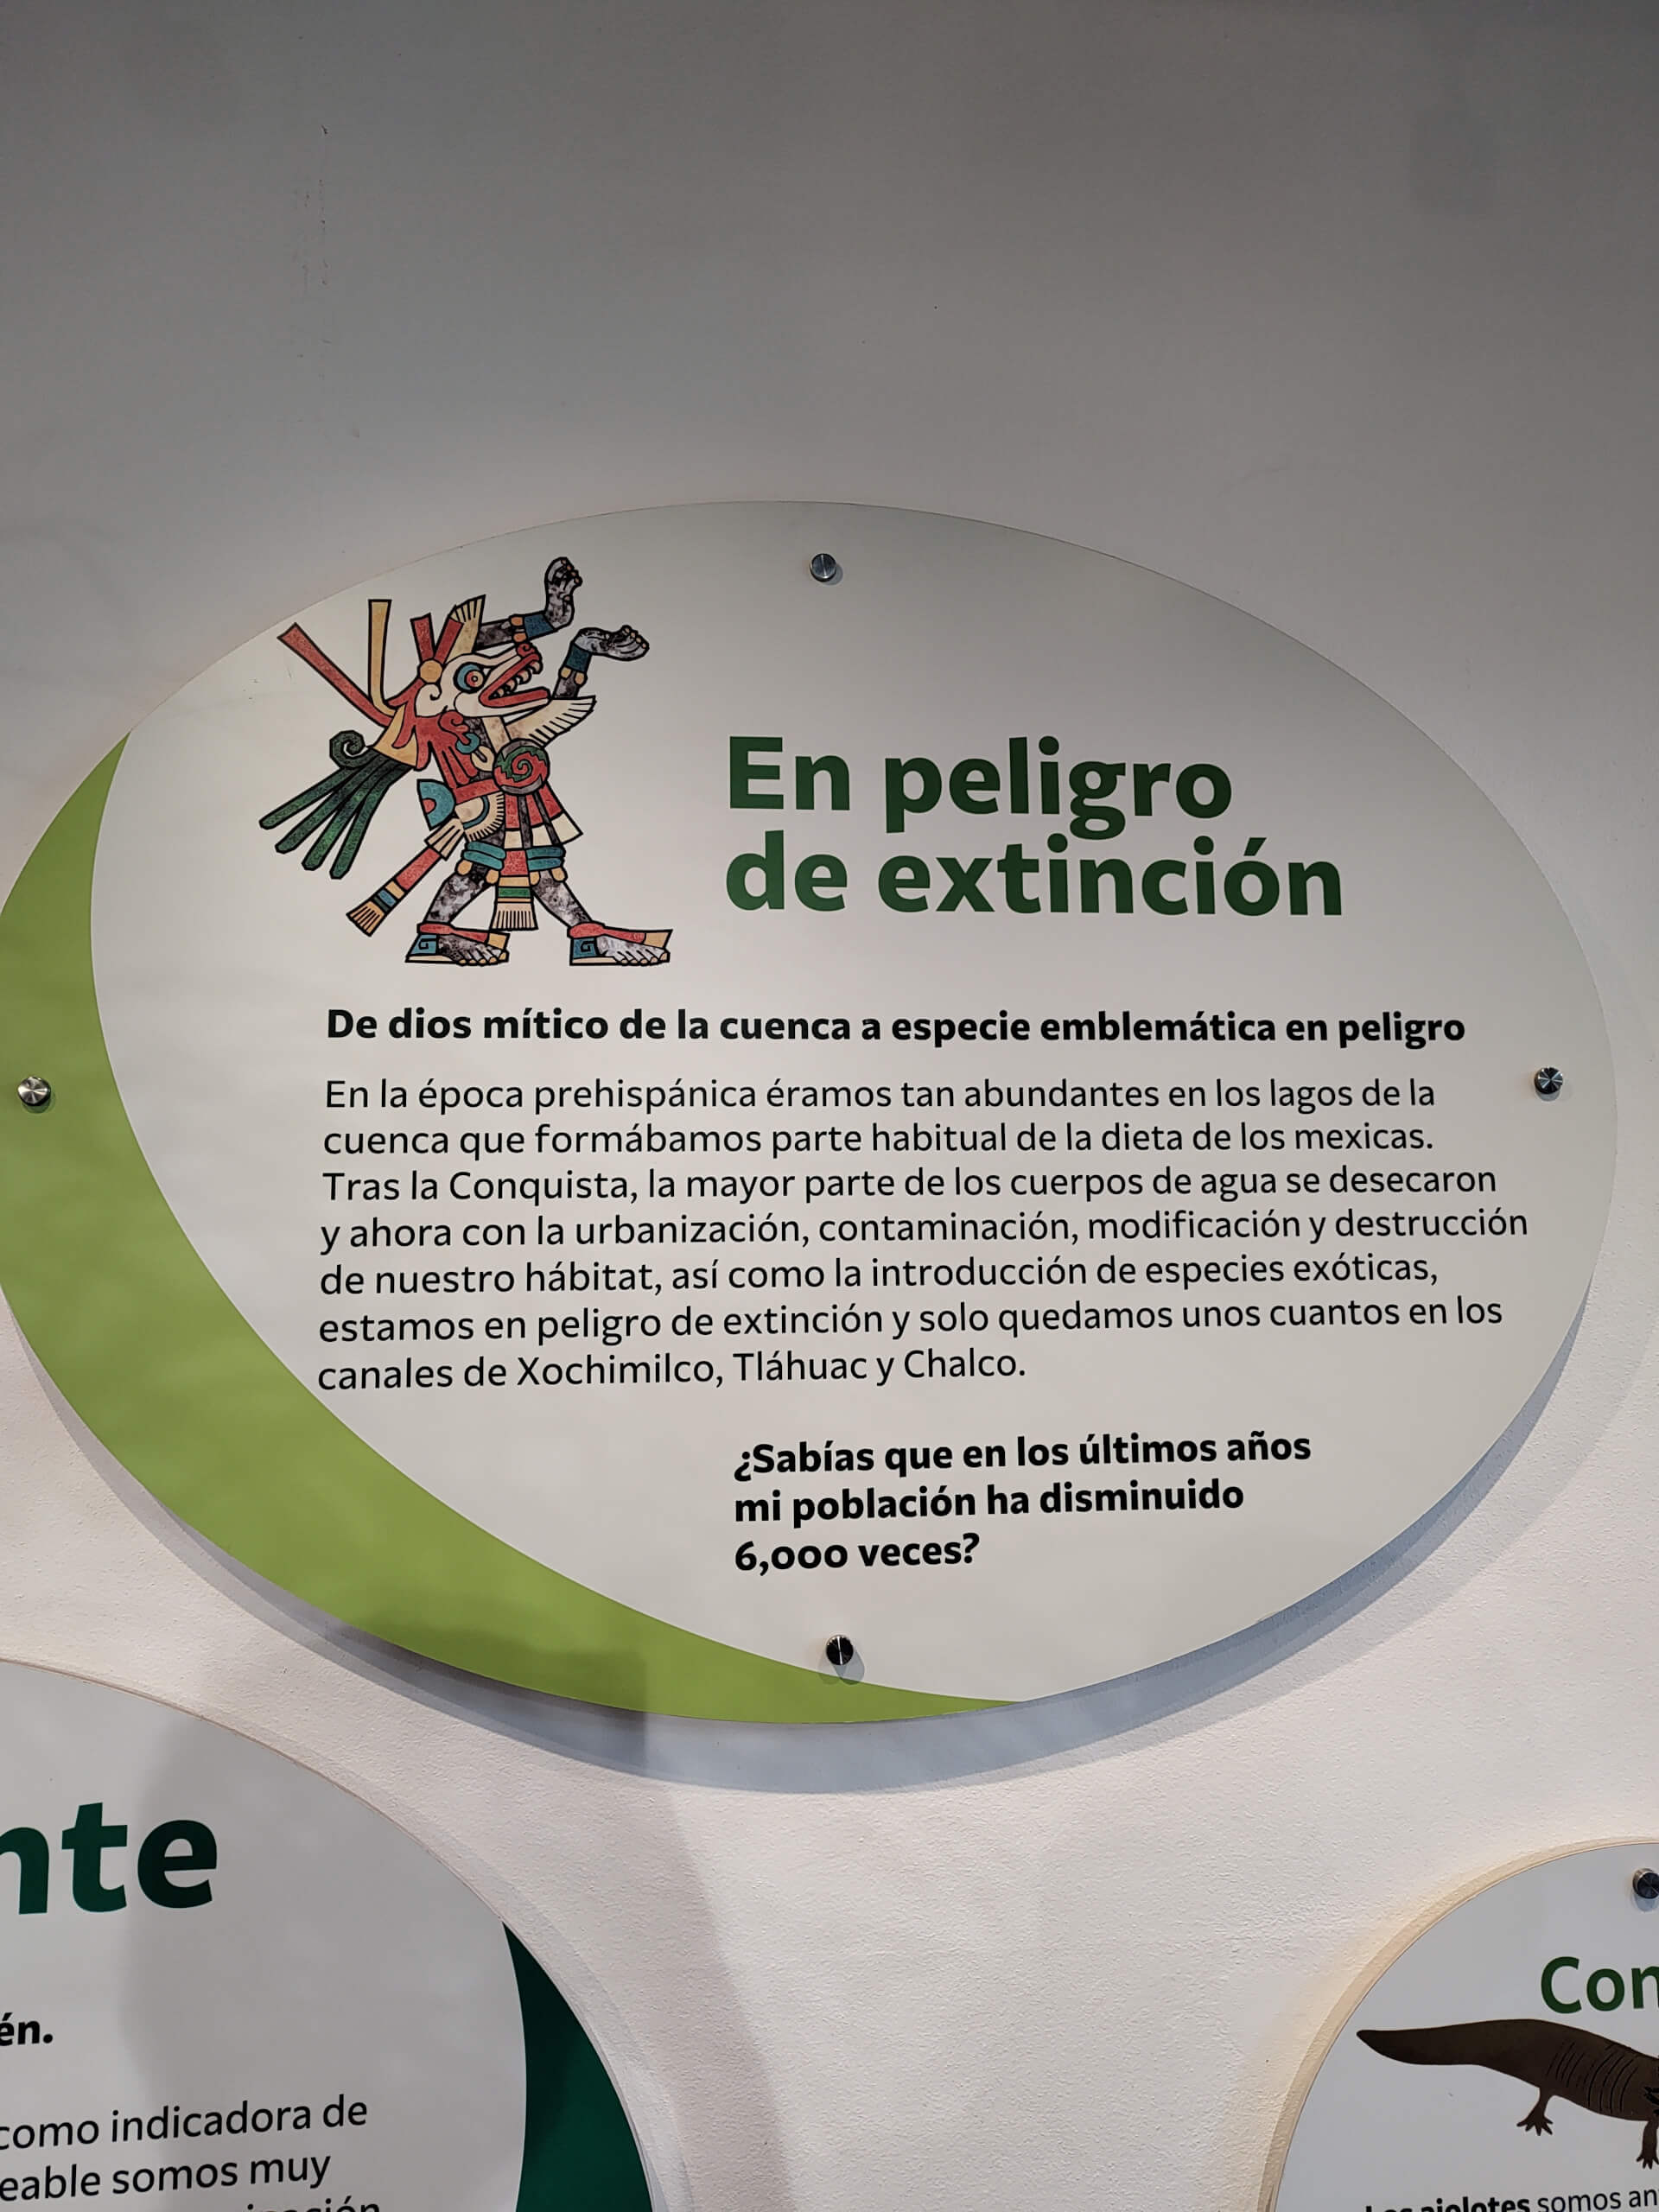 En peligro
de extinción
De dios mítico de la cuenca a especie emblemática en peligro
En la época prehispánica éramos tan abundantes en los lagos de la
cuenca que formábamos parte habitual de la dieta de los mexicas.
Tras la Conquista, la mayor parte de los cuerpos de agua se desecaron
y ahora con la urbanización, contaminación, modificación y destrucción
de nuestro hábitat, así como la introducción de especies exóticas,
estamos en peligro de extinción y solo quedamos unos cuantos en los
canales de Xochimilco, Tláhuac y Chalco.
¿Sabías que en los últimos años
mi población ha disminuido
6,000 veces?
nte
én.
como indicadora de
eable somos muy
Con
ajolotes somos an